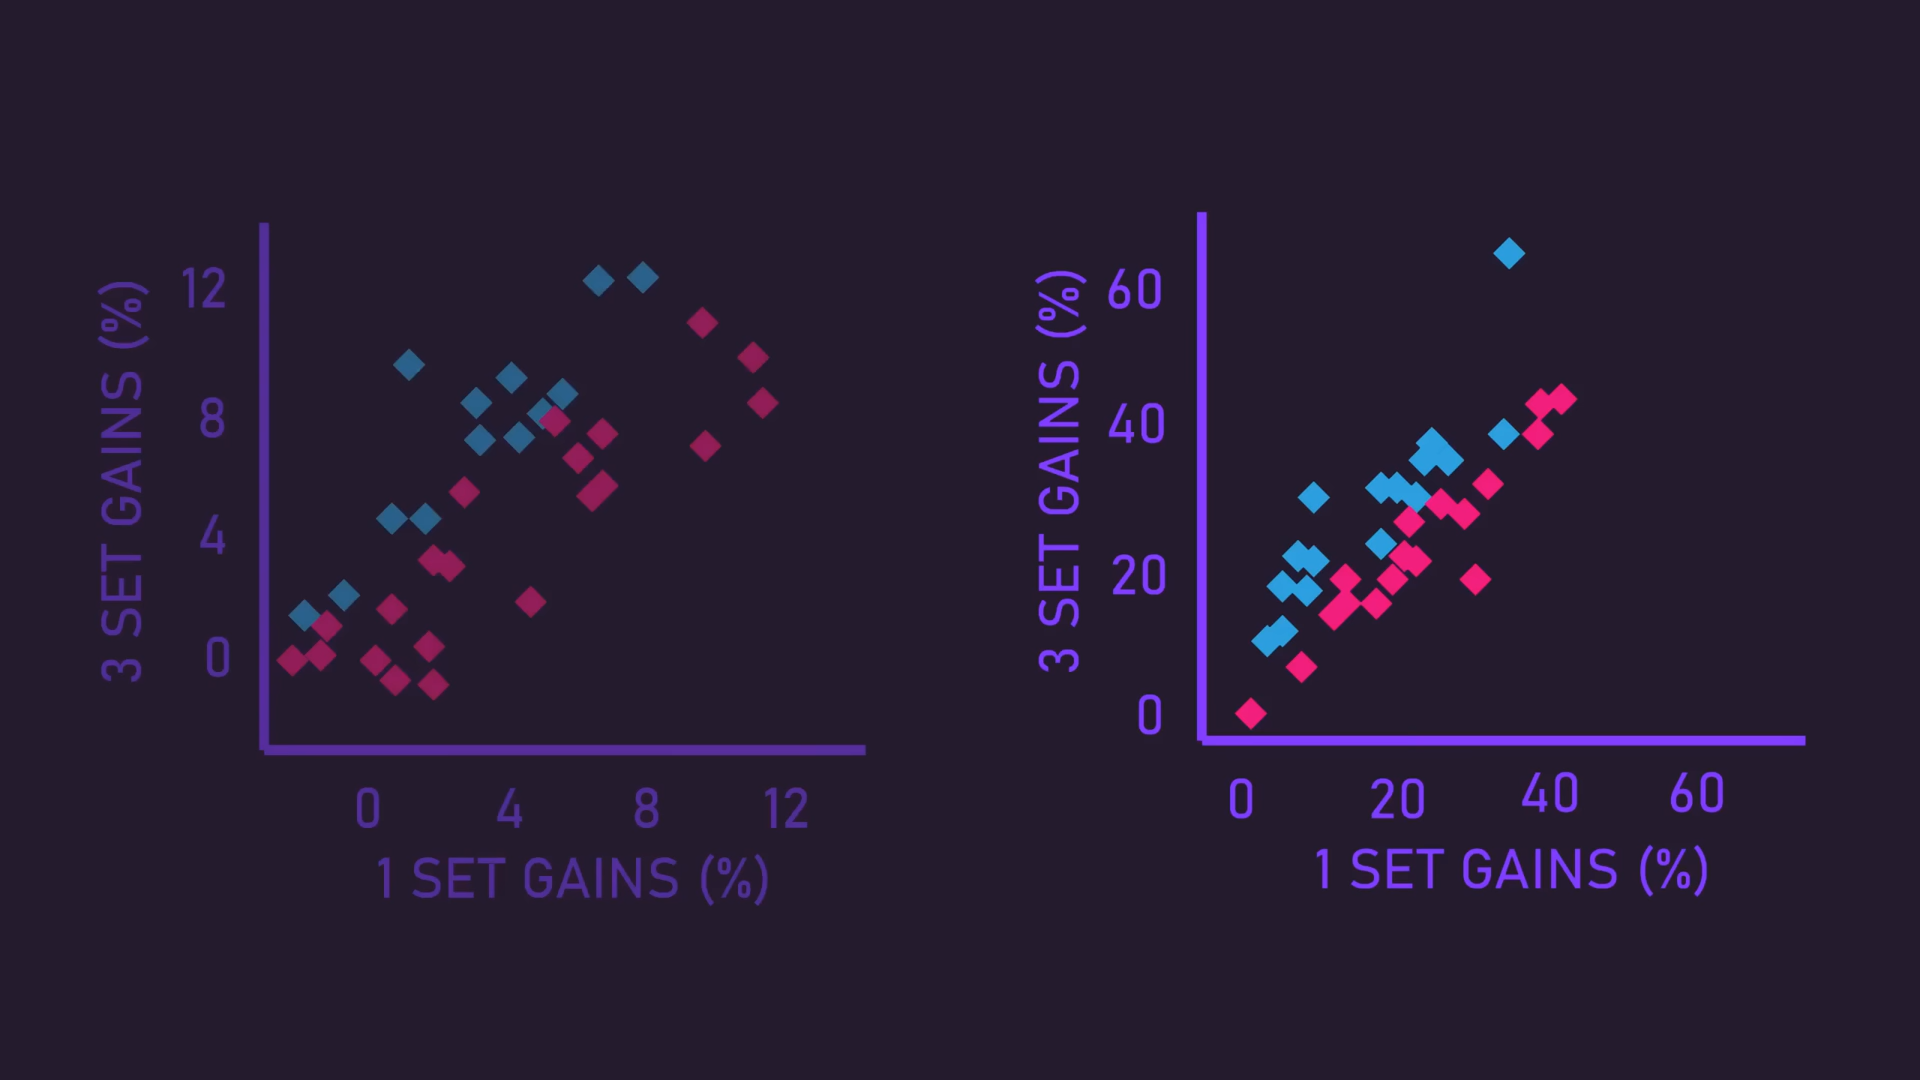 3 SET GAINS (%)
12
8
4
0
0 4 8 12
1 SET GAINS (%)
3 SET GAINS (%)
60
40
20
0
0 20 40 60
1 SET GAINS (%)